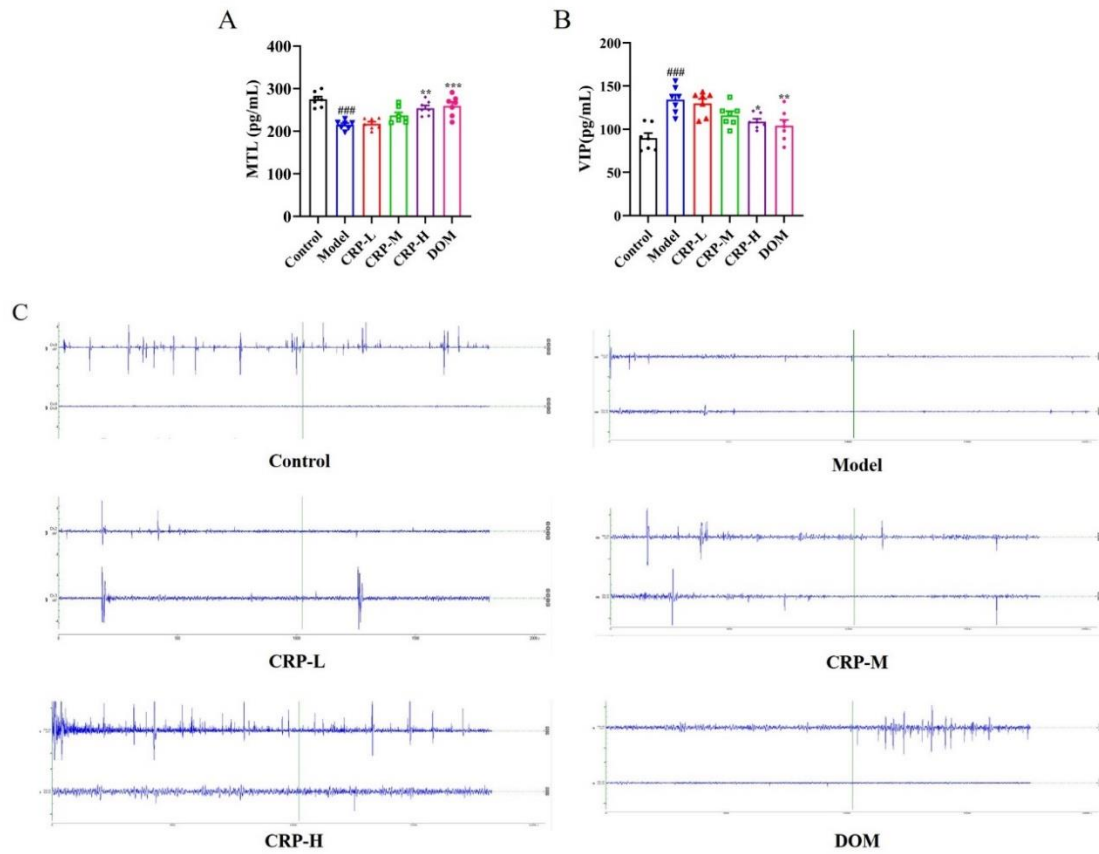 A
MTL (pg/mL)
400
300
200
100
0
###
**
***
Control
Model
CRP-L
CRP-M
CRP-H
DOM
B
VIP(pg/mL)
200
150
100
50
0
###
*
**
Control
Model
CRP-L
CRP-M
CRP-H
DOM
C
Control
Model
CRP-L
CRP-M
CRP-H
DOM